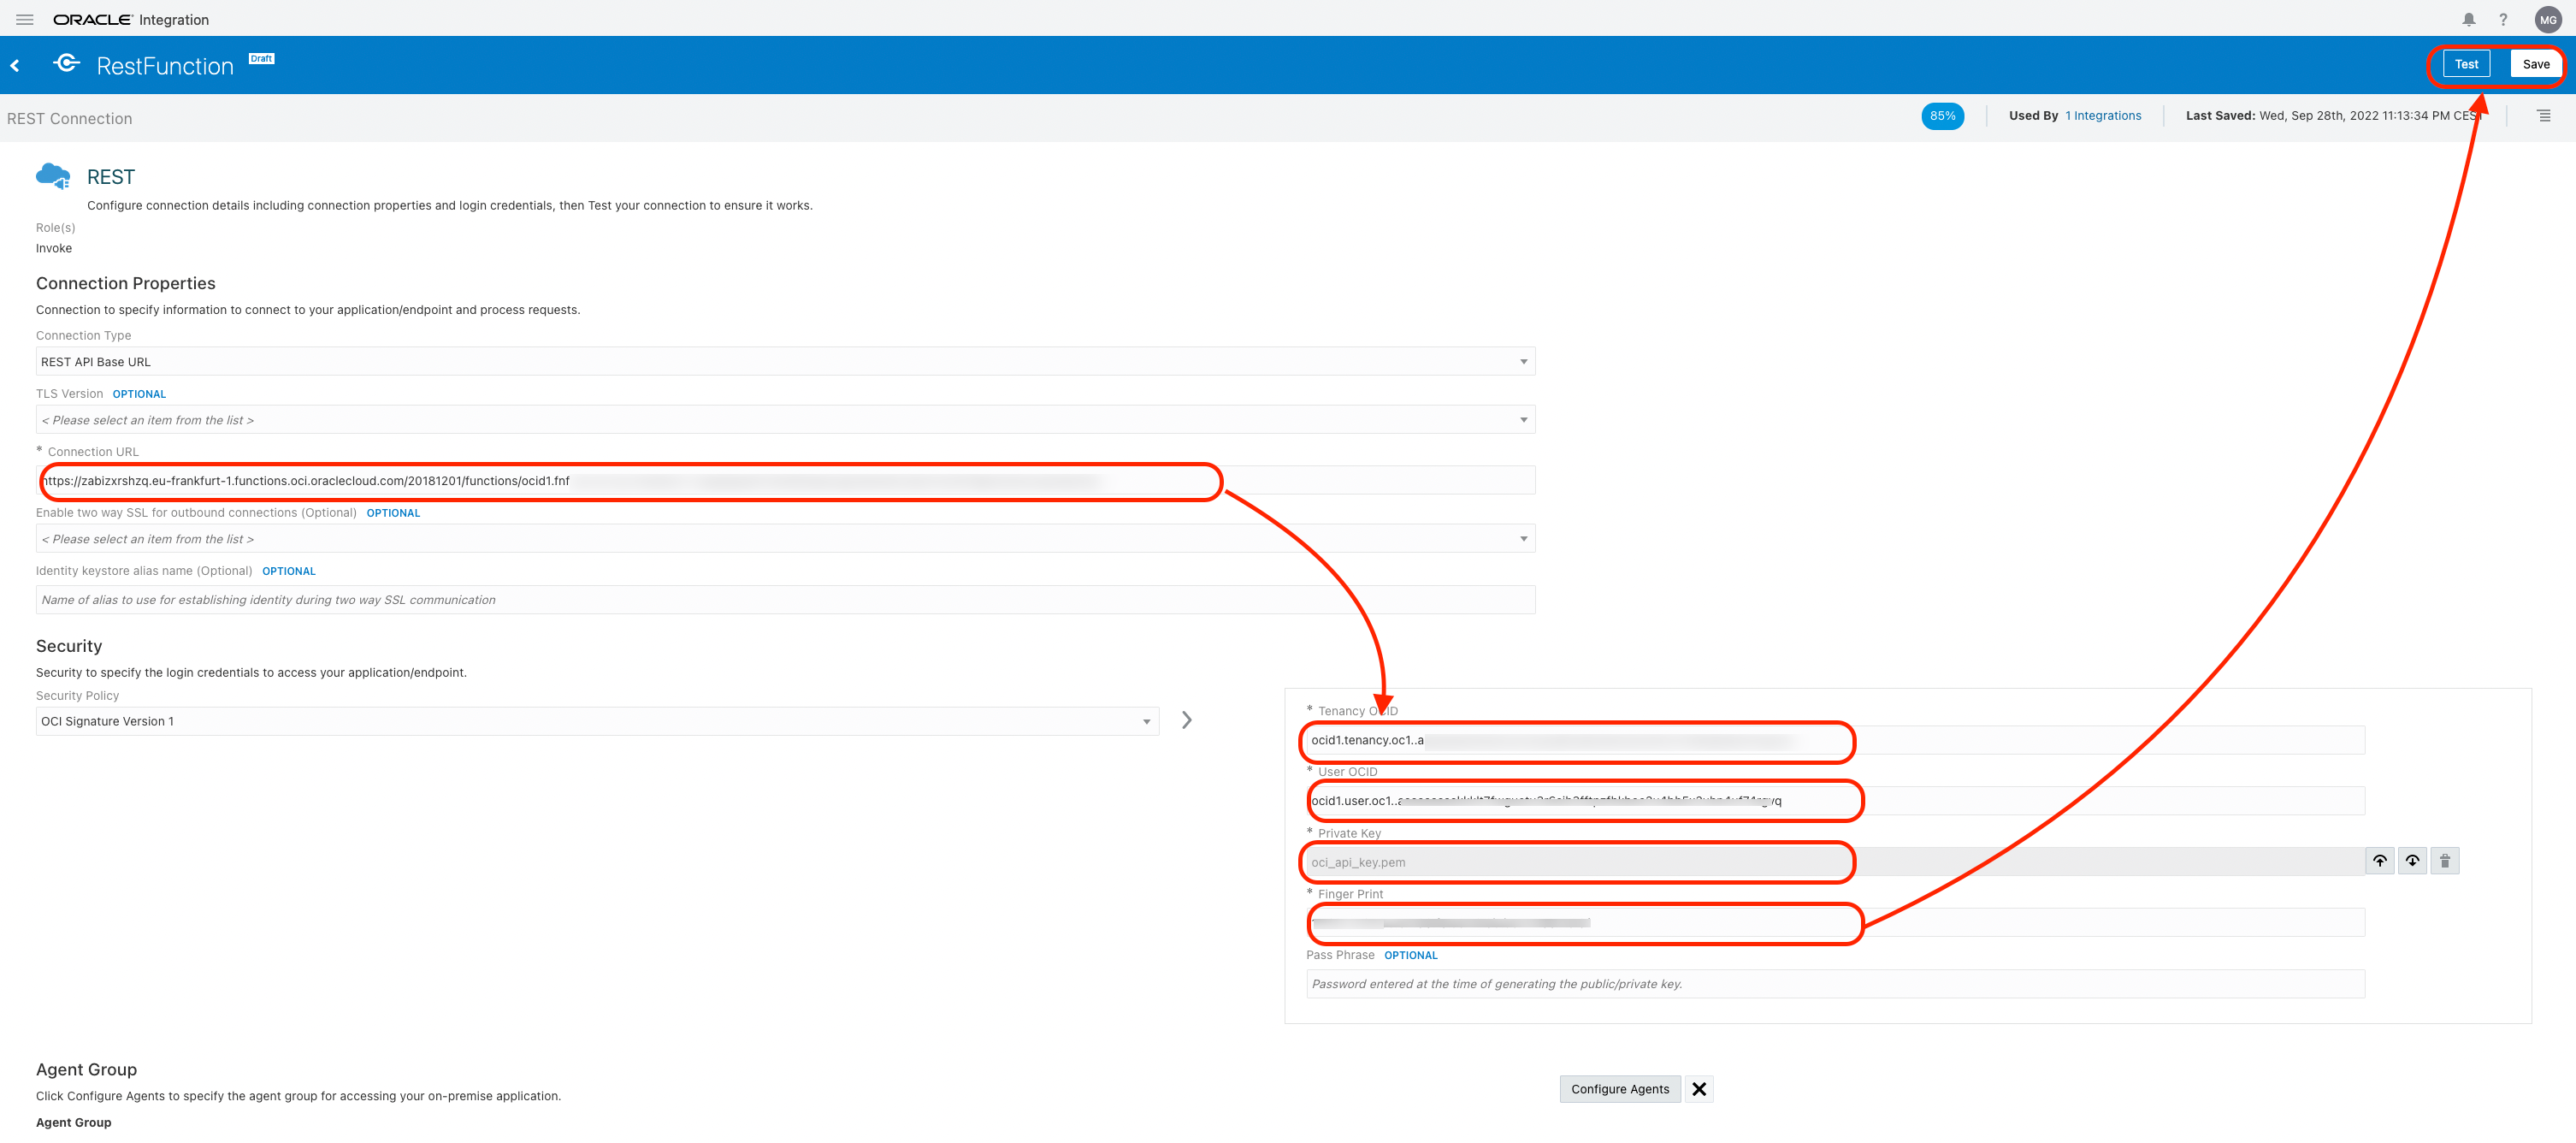 ORACLE Integration
? MG
RestFunction Draft
Test Save
REST Connection
85% Used By 1 Integrations Last Saved: Wed, Sep 28th, 2022 11:13:34 PM CEST
REST
Configure connection details including connection properties and login credentials, then Test your connection to ensure it works.
Role(s)
Invoke
Connection Properties
Connection to specify information to connect to your application/endpoint and process requests.
Connection Type
REST API Base URL
TLS Version OPTIONAL
< Please select an item from the list >
* Connection URL
https://zabizxrshzq.eu-frankfurt-1.functions.oci.oraclecloud.com/20181201/functions/ocid1.fnf
Enable two way SSL for outbound connections (Optional) OPTIONAL
< Please select an item from the list >
Identity keystore alias name (Optional) OPTIONAL
Name of alias to use for establishing identity during two way SSL communication
Security
Security to specify the login credentials to access your application/endpoint.
Security Policy
OCI Signature Version 1
* Tenancy OCID
ocid1.tenancy.oc1..a
* User OCID
ocid1.user.oc1..
* Private Key
oci_api_key.pem
* Finger Print
Pass Phrase OPTIONAL
Password entered at the time of generating the public/private key.
Agent Group
Click Configure Agents to specify the agent group for accessing your on-premise application.
Configure Agents
Agent Group